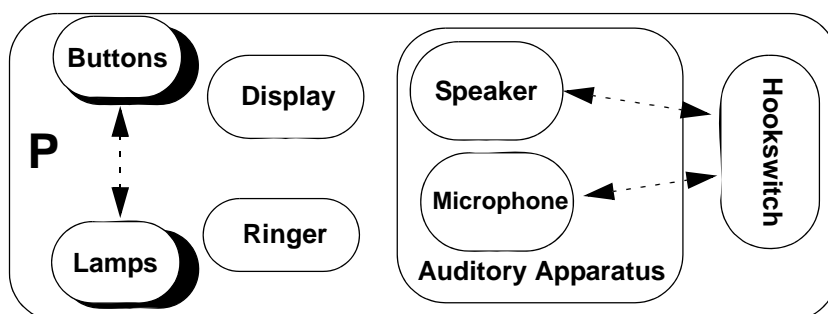 Buttons
Display
Speaker
Hookswitch
P
Microphone
Ringer
Lamps
Auditory Apparatus